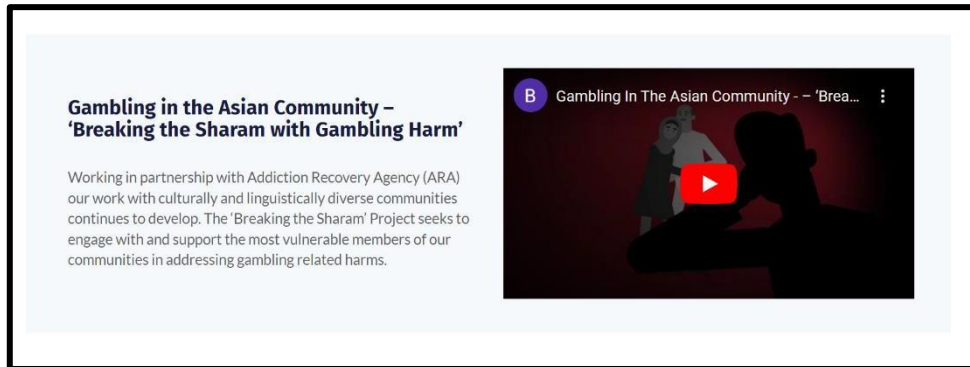 Gambling in the Asian Community –
‘Breaking the Sharam with Gambling Harm’
Working in partnership with Addiction Recovery Agency (ARA)
our work with culturally and linguistically diverse communities
continues to develop. The ‘Breaking the Sharam’ Project seeks to
engage with and support the most vulnerable members of our
communities in addressing gambling related harms.
B
Gambling In The Asian Community - – ‘Brea...